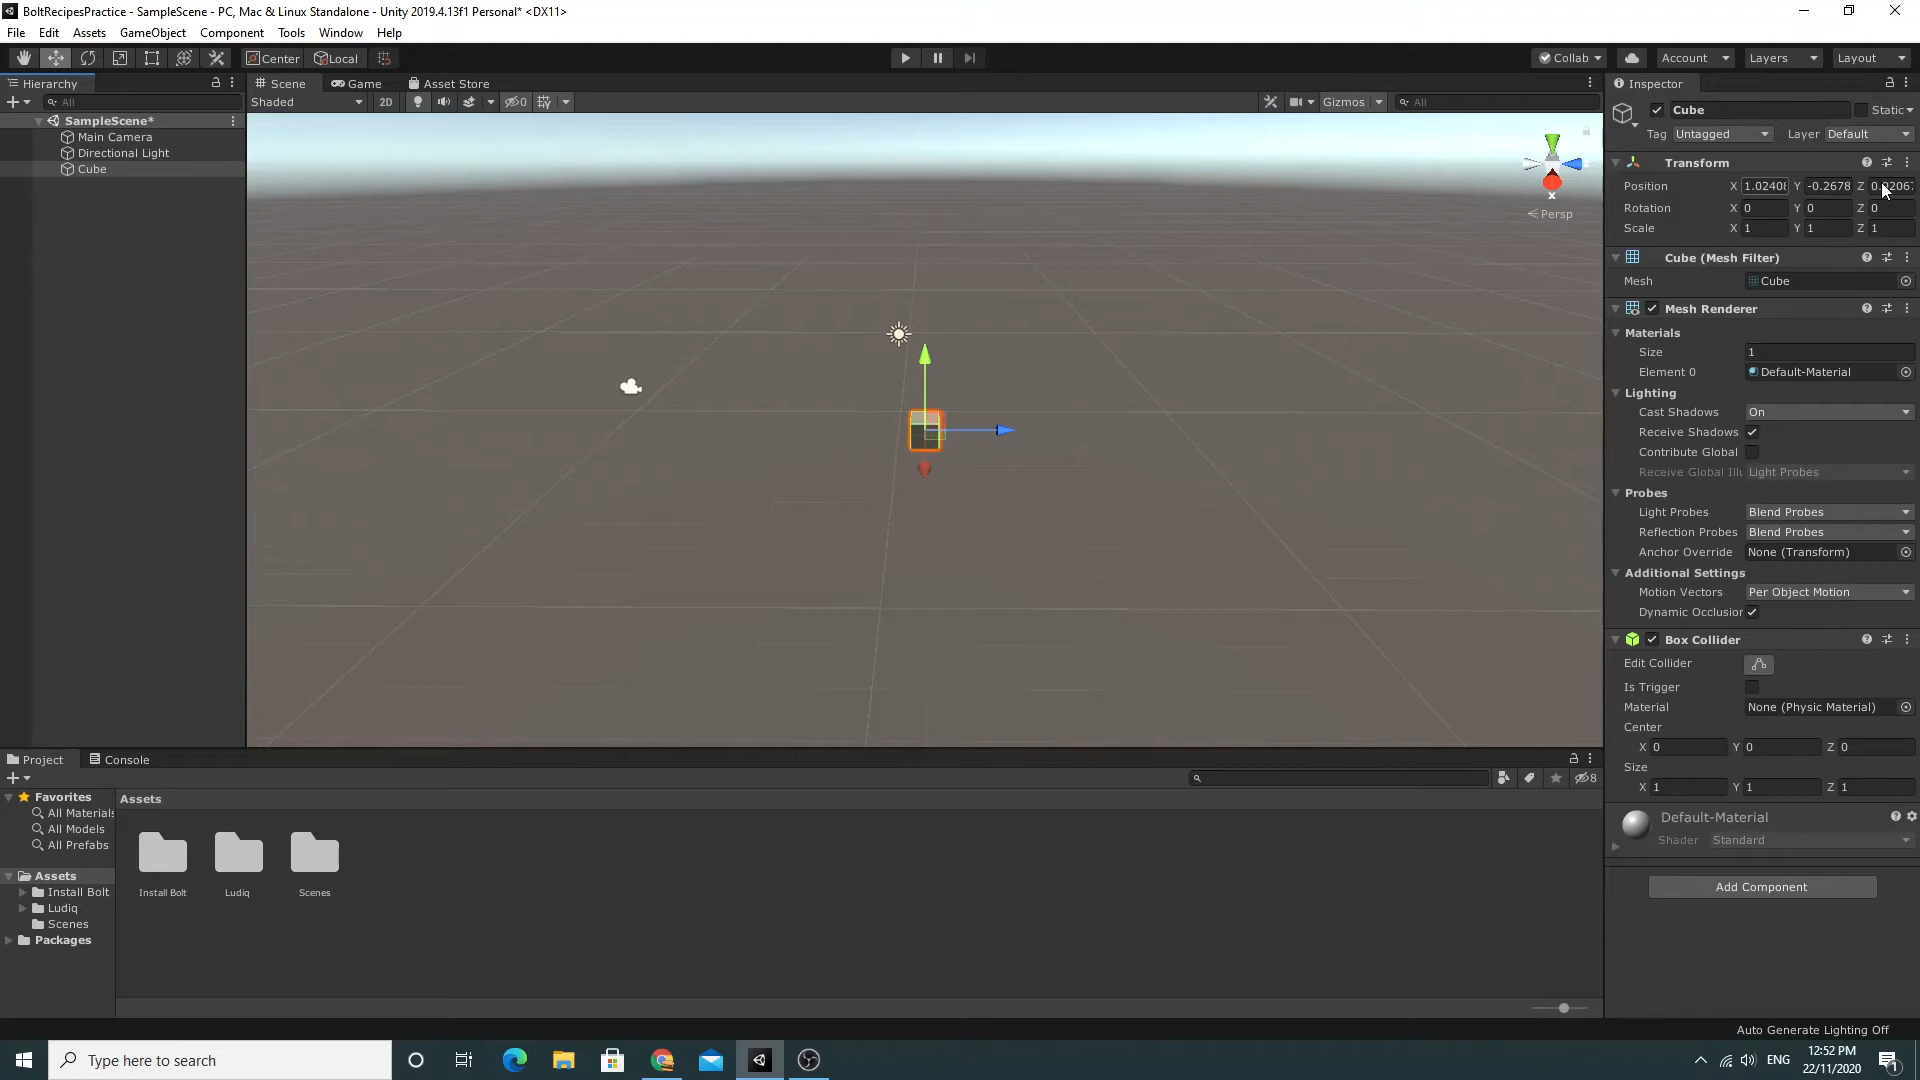 BoltRecipesPractice - SampleScene - PC, Mac & Linux Standalone - Unity 2019.4.13f1 Personal* <DX11>
File Edit Assets GameObject Component Tools Window Help
Center Local Collab Account Layers Layout
Hierarchy
All
SampleScene*
Main Camera
Directional Light
Cube
Scene Game Asset Store
Shaded 2D 0 Gizmos All
x
Persp
Inspector
Cube Static
Tag Untagged Layer Default
Transform
Position X 1.02408 Y -0.2678 Z
Rotation X 0 Y 0 Z 0
Scale X 1 Y 1 Z 1
Cube (Mesh Filter)
Mesh Cube
Mesh Renderer
Materials
Size 1
Element 0 Default-Material
Lighting
Cast Shadows On
Receive Shadows
Contribute Global
Receive Global Illu Light Probes
Probes
Light Probes Blend Probes
Reflection Probes Blend Probes
Anchor Override None (Transform)
Additional Settings
Motion Vectors Per Object Motion
Dynamic Occlusion
Box Collider
Edit Collider
Is Trigger
Material None (Physic Material)
Center
X 0 Y 0 Z 0
Size
X 1 Y 1 Z 1
Default-Material
Shader Standard
Add Component
Project Console
8
Favorites
All Materials
All Models
All Prefabs
Assets
Install Bolt
Ludiq
Scenes
Packages
Assets
Install Bolt Ludiq Scenes
Auto Generate Lighting Off
Type here to search
ENG
12:52 PM
22/11/2020
1